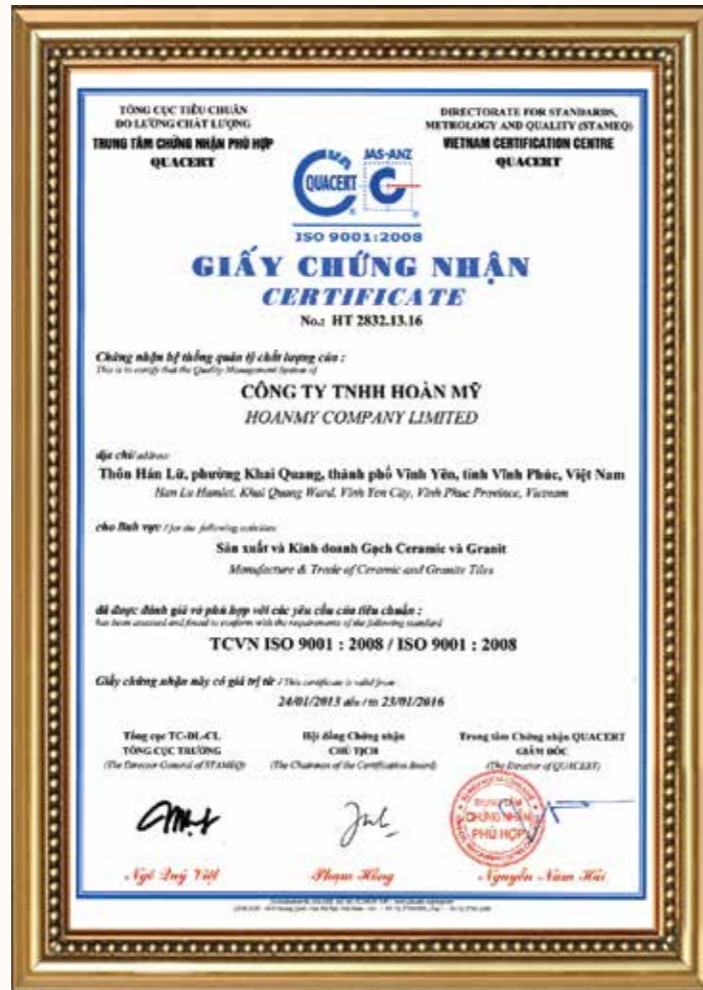 TỔNG CỤC TIÊU CHUẨN
ĐO LƯỜNG CHẤT LƯỢNG
TRUNG TÂM CHỨNG NHẬN PHÙ HỢP
QUACERT
DIRECTORATE FOR STANDARDS,
METROLOGY AND QUALITY (STAMEQ)
VIETNAM CERTIFICATION CENTRE
QUACERT
QUACERT
JAS-ANZ
ISO 9001:2008
GIẤY CHỨNG NHẬN
CERTIFICATE
No.: HT 2832.13.16
Chứng nhận hệ thống quản lý chất lượng của :
This is to certify that the Quality Management System of
CÔNG TY TNHH HOÀN MỸ
HOANMY COMPANY LIMITED
địa chỉ/ address:
Thôn Hán Lữ, phường Khai Quang, thành phố Vĩnh Yên, tỉnh Vĩnh Phúc, Việt Nam
Han Lu Hamlet, Khai Quang Ward, Vinh Yen City, Vinh Phuc Province, Vietnam
cho lĩnh vực / for the following activities:
Sản xuất và Kinh doanh Gạch Ceramic và Granit
Manufacture & Trade of Ceramic and Granite Tiles
đã được đánh giá và phù hợp với các yêu cầu của tiêu chuẩn :
has been assessed and found to conform with the requirements of the following standard
TCVN ISO 9001 : 2008 / ISO 9001 : 2008
Giấy chứng nhận này có giá trị từ / This certificate is valid from
24/01/2013 đến / to 23/01/2016
Tổng cục TC-ĐL-CL
TỔNG CỤC TRƯỞNG
(The Director General of STAMEQ)
Hội đồng Chứng nhận
CHỦ TỊCH
(The Chairman of the Certification Board)
Trung tâm Chứng nhận QUACERT
GIÁM ĐỐC
(The Director of QUACERT)
TRUNG TÂM
CHỨNG NHẬN
PHÙ HỢP
Ngô Quý Việt
Phạm Hồng
Nguyễn Nam Hải